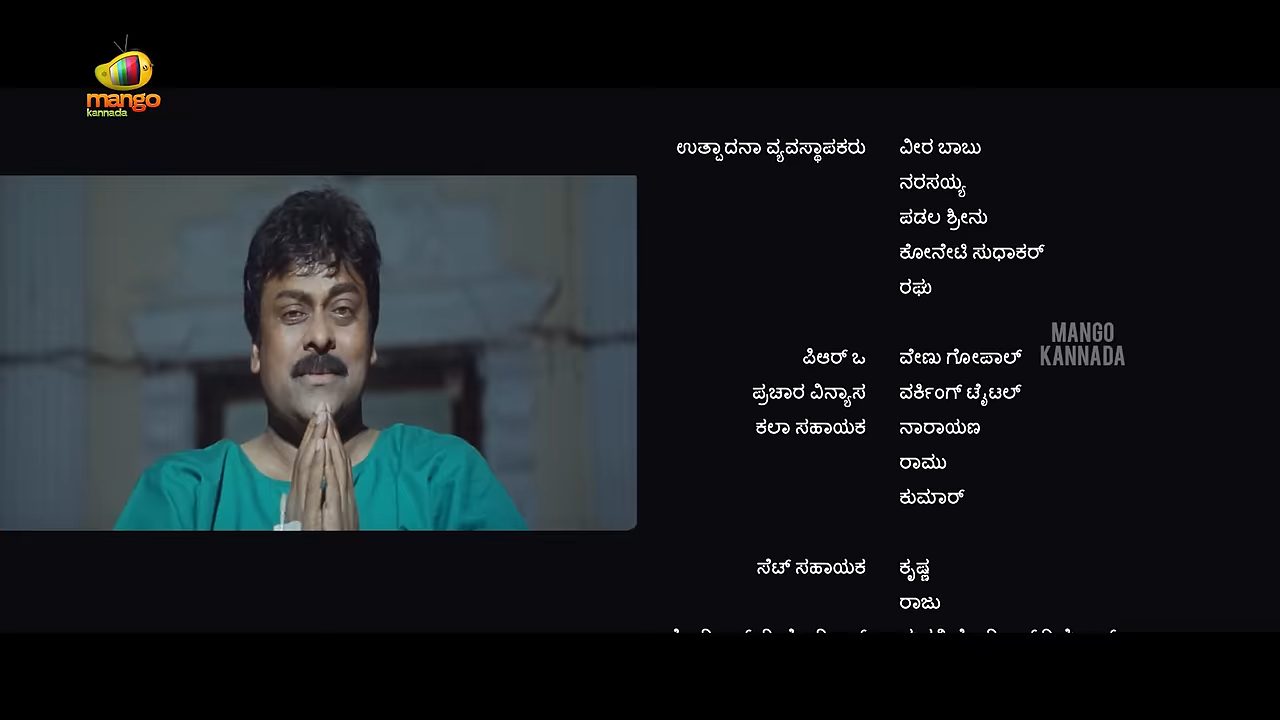 mango
kannada
ಉತ್ಪಾದನಾ ವ್ಯವಸ್ಥಾಪಕರು ವೀರ ಬಾಬು
ನರಸಯ್ಯ
ಪಡಲ ಶ್ರೀನು
ಕೋನೇಟಿ ಸುಧಾಕರ್
ರಘು
MANGO
KANNADA
ಪಿಆರ್ ಒ ವೇಣು ಗೋಪಾಲ್
ಪ್ರಚಾರ ವಿನ್ಯಾಸ ವರ್ಕಿಂಗ್ ಟೈಟಲ್
ಕಲಾ ಸಹಾಯಕ ನಾರಾಯಣ
ರಾಮು
ಕುಮಾರ್
ಸೆಟ್ ಸಹಾಯಕ ಕೃಷ್ಣ
ರಾಜು